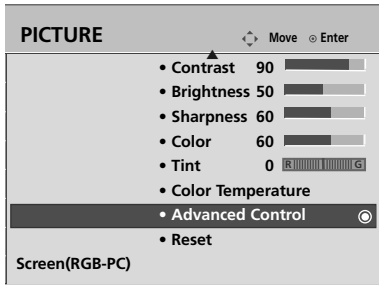 PICTURE Move Enter
• Contrast 90
• Brightness 50
• Sharpness 60
• Color 60
• Tint 0 R G
• Color Temperature
• Advanced Control
• Reset
Screen(RGB-PC)